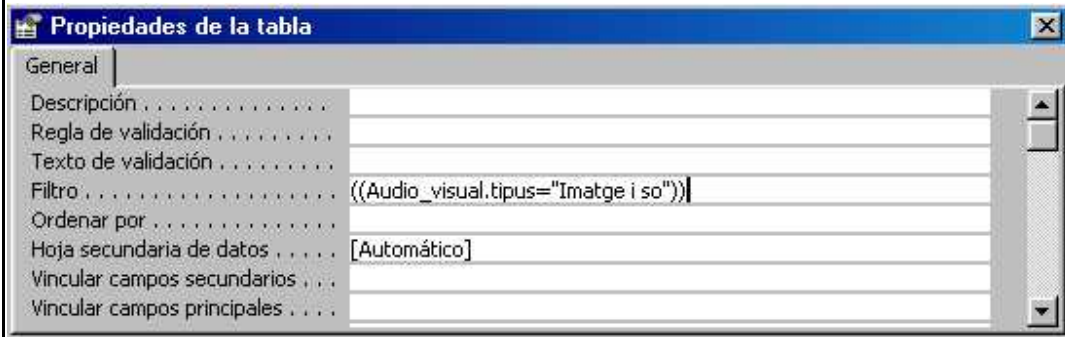 Propiedades de la tabla
General
Descripción . . . . . . . . . . . . . .
Regla de validación . . . . . . . . .
Texto de validación . . . . . . . . .
Filtro . . . . . . . . . . . . . . . . . . . ((Audio_visual.tipus="Imatge i so"))
Ordenar por . . . . . . . . . . . . . .
Hoja secundaria de datos . . . . . [Automático]
Vincular campos secundarios . . .
Vincular campos principales . . . .